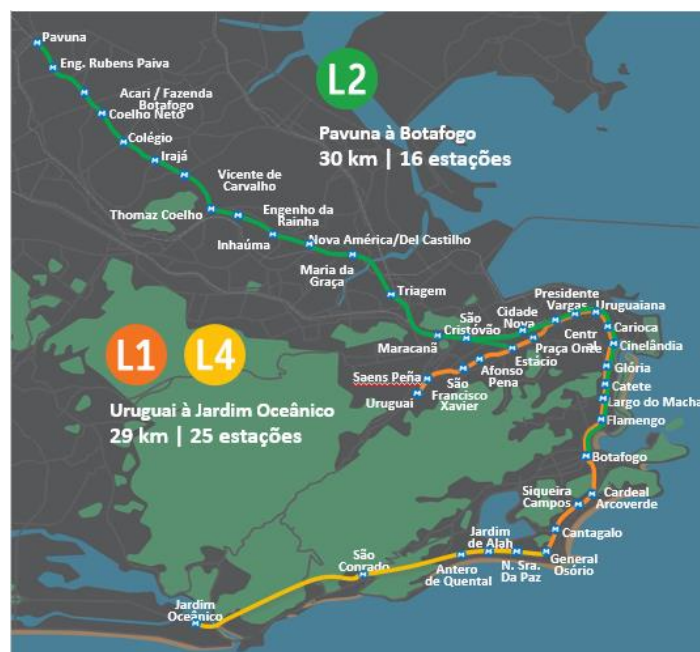 Pavuna
Eng. Rubens Paiva
Acari / Fazenda
Botafogo
Coelho Neto
Colégio
Irajá
Vicente de
Carvalho
Thomaz Coelho
Engenho da
Rainha
Inhaúma
Nova América/Del Castilho
Maria da
Graça
Triagem
Maracanã
São
Cristóvão
Cidade
Nova
Presidente
Vargas
Uruguaiana
Centr
al
Carioca
Cinelândia
Praça Onze
Estácio
Afonso
Pena
São
Francisco
Xavier
Saens Peña
Uruguai
Glória
Catete
Largo do Macha
Flamengo
Botafogo
Cardeal
Arcoverde
Siqueira
Campos
Cantagalo
General
Osório
N. Sra.
Da Paz
Jardim
de Alah
Antero
de Quental
São
Conrado
Jardim
Oceânico
L2
Pavuna à Botafogo
30 km | 16 estações
L1
L4
Uruguai à Jardim Oceânico
29 km | 25 estações